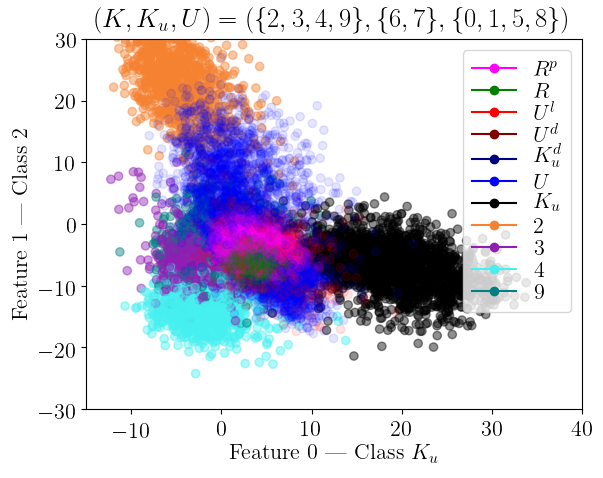 (K, K_u, U) = ({2, 3, 4, 9}, {6, 7}, {0, 1, 5, 8})
30
20
10
0
−10
−20
−30
Feature 1 — Class 2
R^p
R
U^l
U^d
K_u^d
U
K_u
2
3
4
9
−10
0
10
20
30
40
Feature 0 — Class K_u